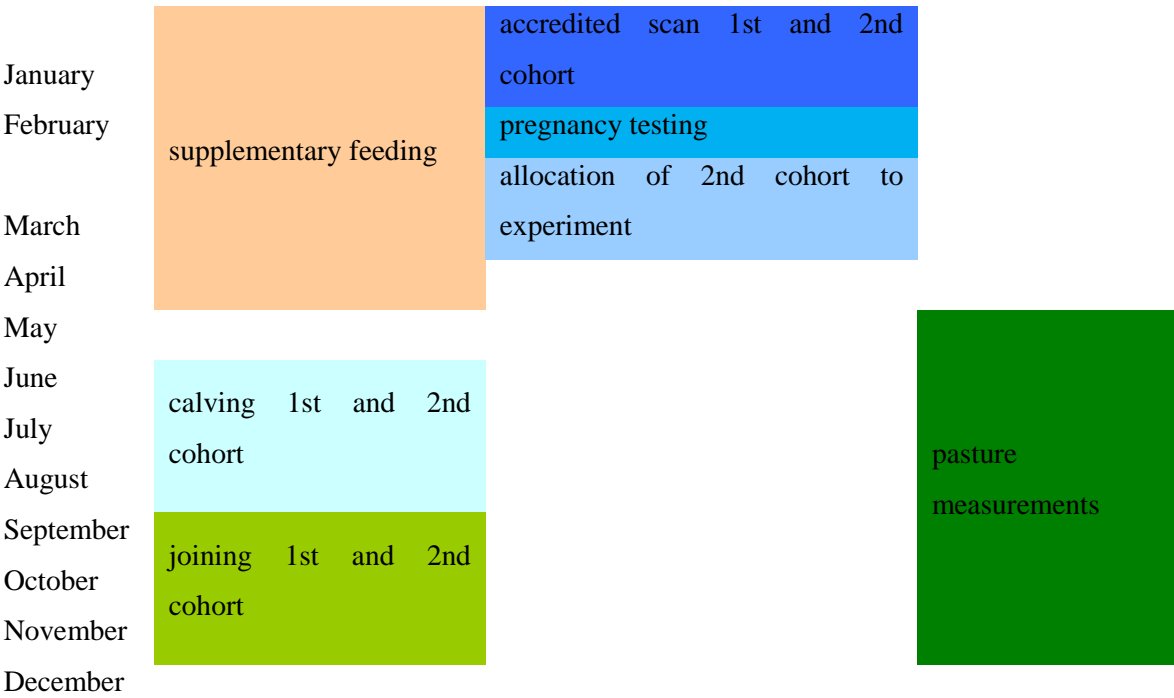 January
February
March
April
May
June
July
August
September
October
November
December
supplementary feeding
calving 1st and 2nd
cohort
joining 1st and 2nd
cohort
accredited scan 1st and 2nd
cohort
pregnancy testing
allocation of 2nd cohort to
experiment
pasture
measurements